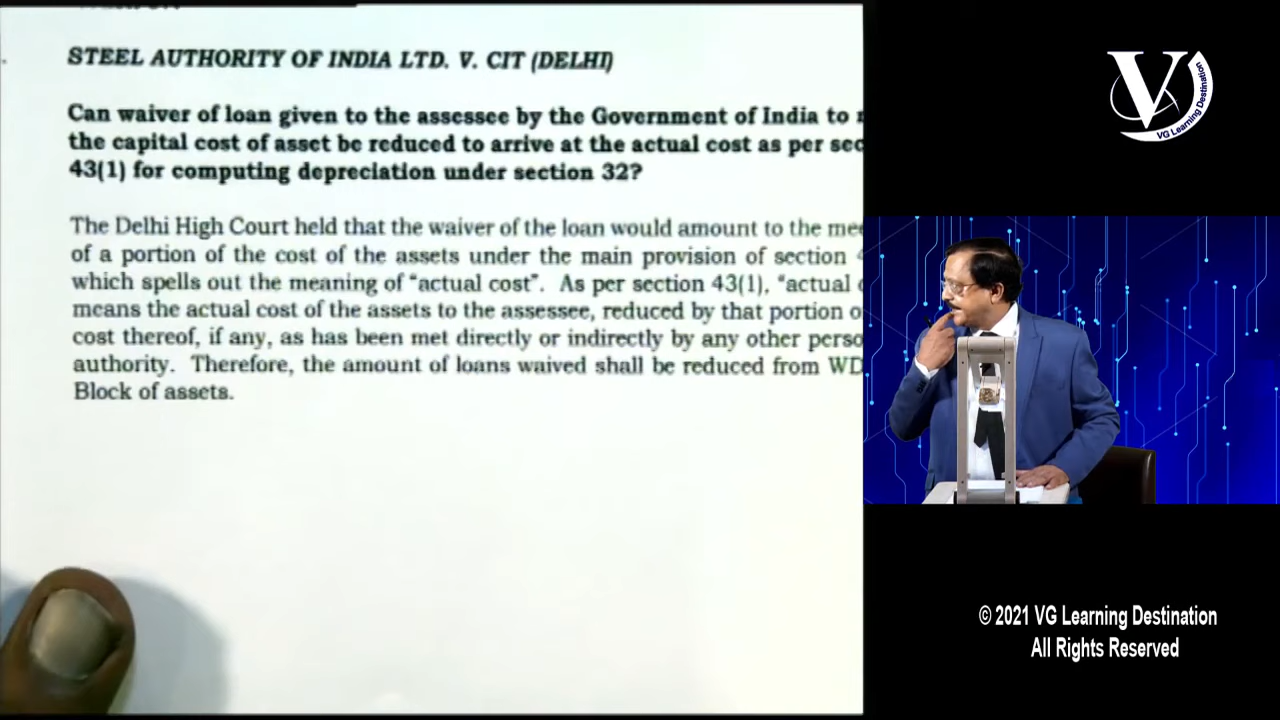 STEEL AUTHORITY OF INDIA LTD. V. CIT (DELHI)
Can waiver of loan given to the assessee by the Government of India to
the capital cost of asset be reduced to arrive at the actual cost as per sec
43(1) for computing depreciation under section 32?
The Delhi High Court held that the waiver of the loan would amount to the mee
of a portion of the cost of the assets under the main provision of section
which spells out the meaning of "actual cost". As per section 43(1), "actual
means the actual cost of the assets to the assessee, reduced by that portion o
cost thereof, if any, as has been met directly or indirectly by any other perso
authority. Therefore, the amount of loans waived shall be reduced from WD
Block of assets.
V
VG Learning Destination
© 2021 VG Learning Destination
All Rights Reserved